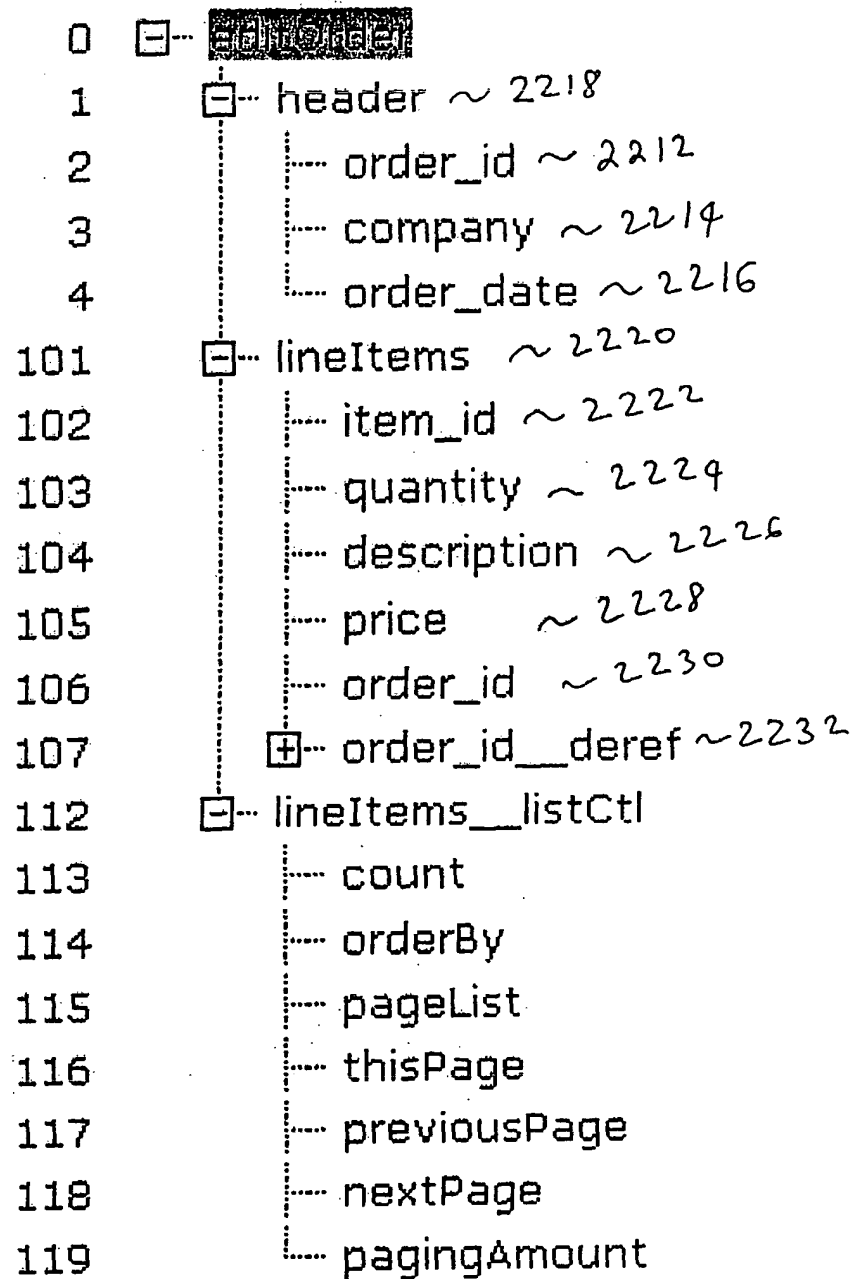 0 editOrder
1 header ~ 2218
2 order_id ~ 2212
3 company ~ 2214
4 order_date ~ 2216
101 lineItems ~ 2220
102 item_id ~ 2222
103 quantity ~ 2224
104 description ~ 2226
105 price ~ 2228
106 order_id ~ 2230
107 order_id__deref ~ 2232
112 lineItems__listCtl
113 count
114 orderBy
115 pageList
116 thisPage
117 previousPage
118 nextPage
119 pagingAmount